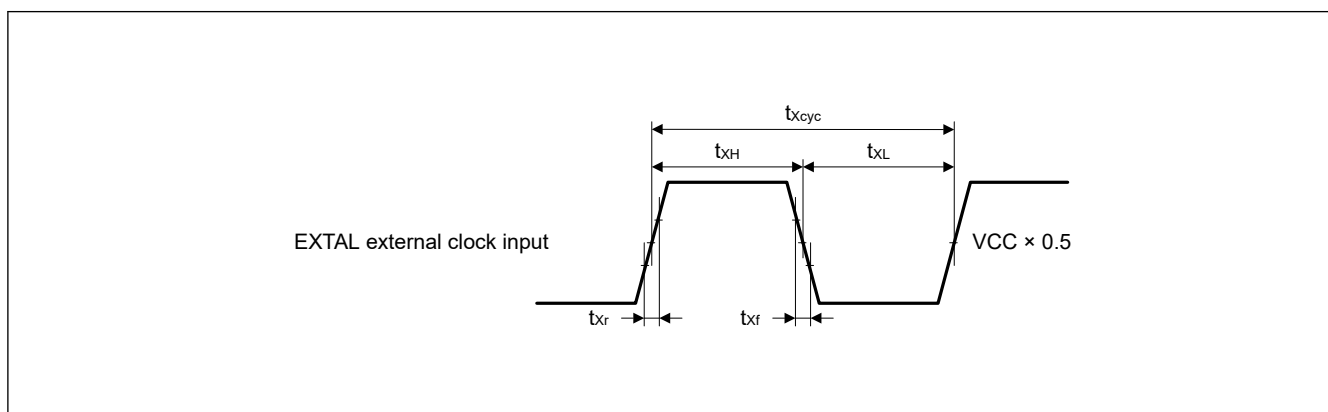 tXcyc
tXH
tXL
EXTAL external clock input
VCC × 0.5
tXr
tXf